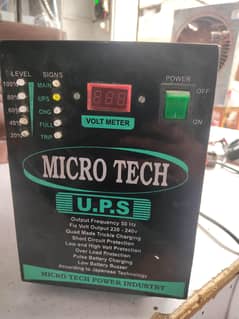 LEVEL
SIGNS
POWER
100%
MAIN
80%
UPS
60%
CHG
40%
FULL
20%
TRIP
OFF
ON
VOLT METER
MICRO TECH
U.P.S
Output Frequency 50 Hz
Fix Volt Output 220 - 240v
Quad Made Trickle Charging
Short Circuit Protection
Low and High Volt Protection
Over Load Protection
Pulse Battery Charging
Low Battery Buzzer
According to Japanese Technology
MICRO TECH POWER INDUSTRY